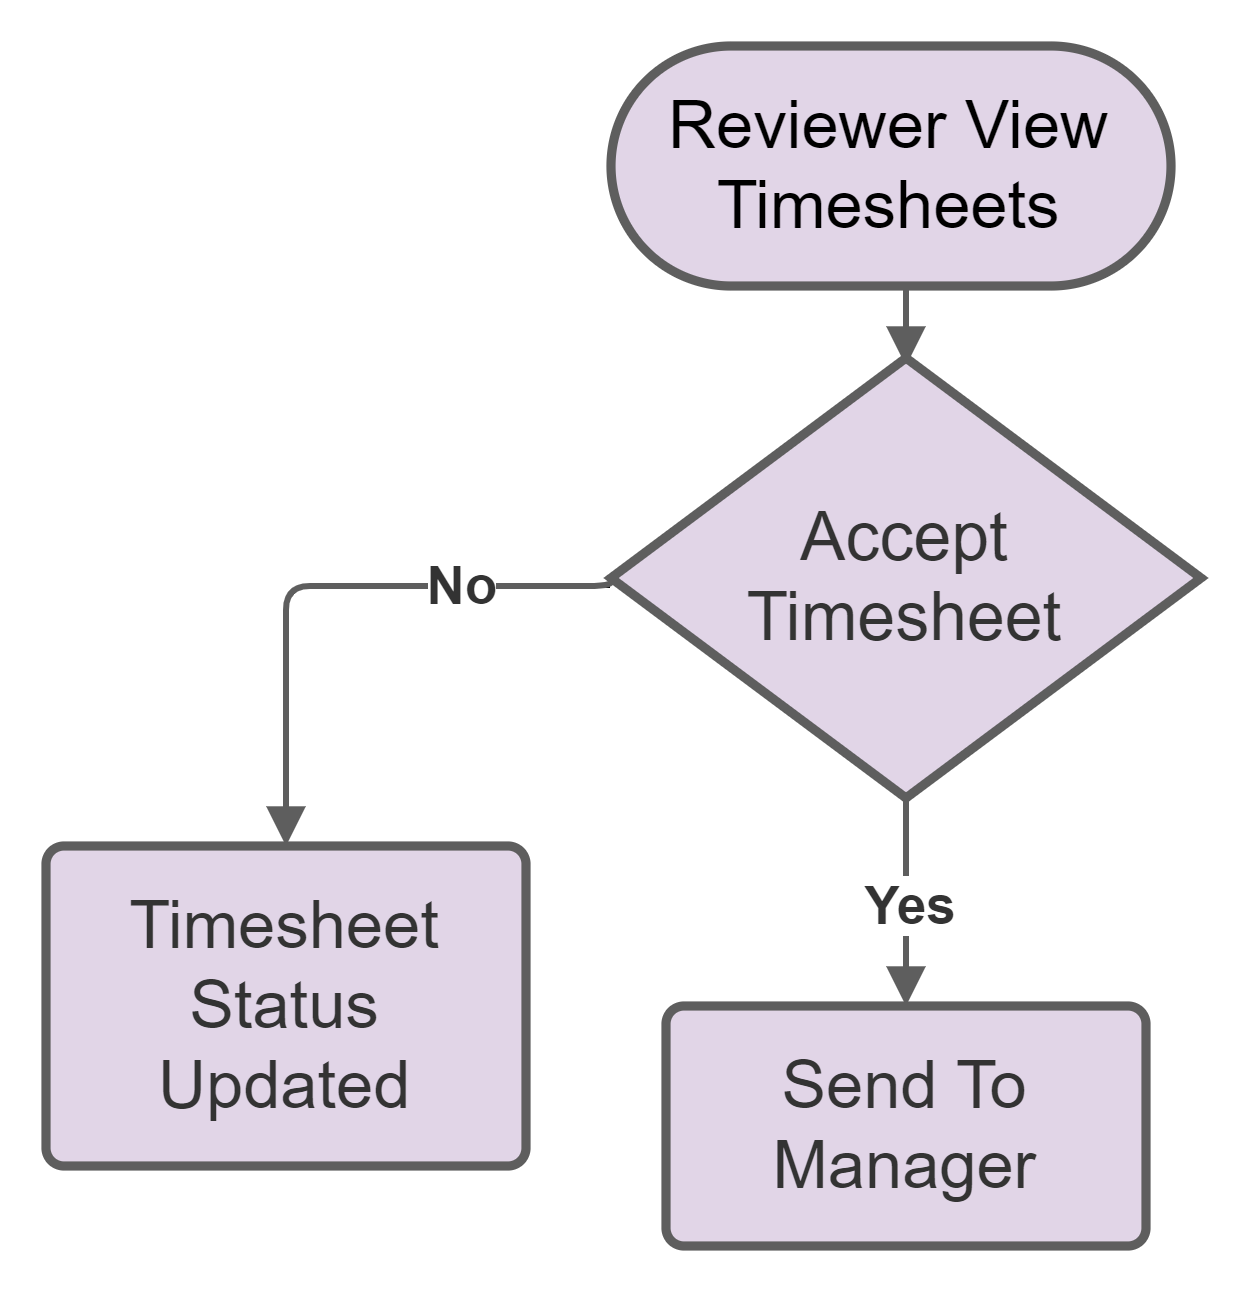 Reviewer View
Timesheets
Accept
Timesheet
No
Yes
Timesheet
Status
Updated
Send To
Manager